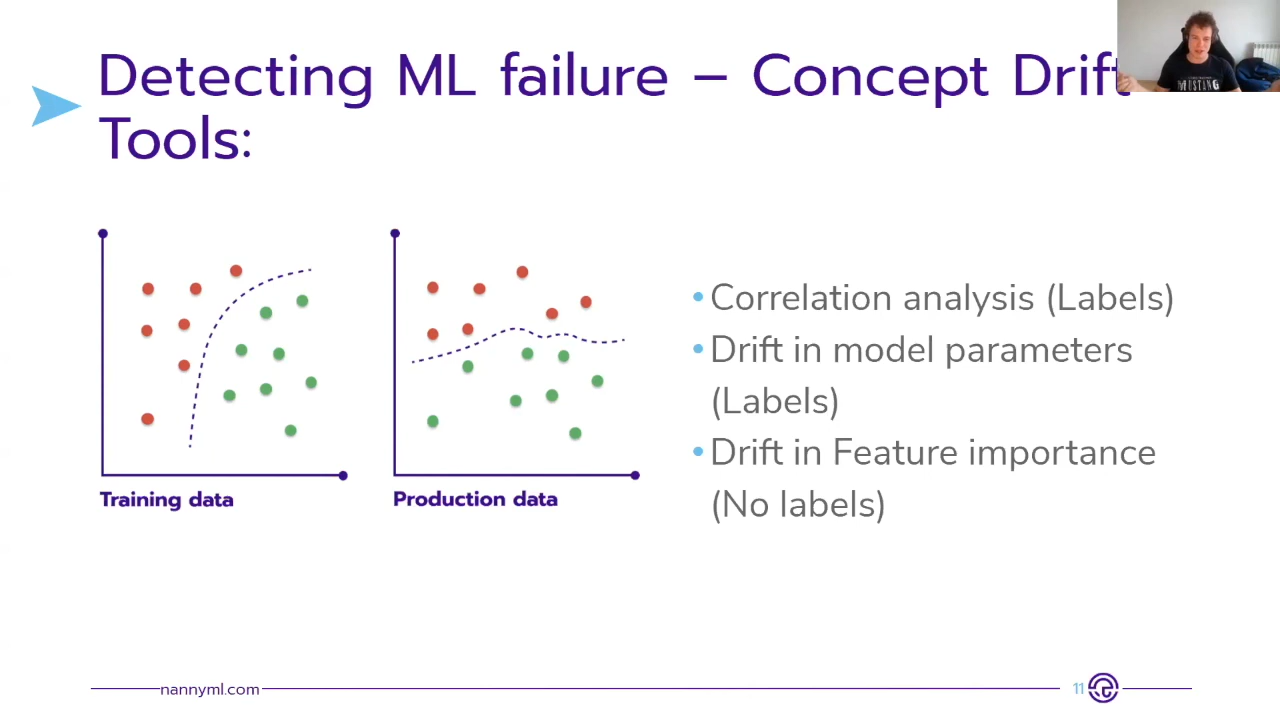 Detecting ML failure – Concept Drift
Tools:
• Correlation analysis (Labels)
• Drift in model parameters
(Labels)
• Drift in Feature importance
(No labels)
Training data
Production data
nannyml.com
11